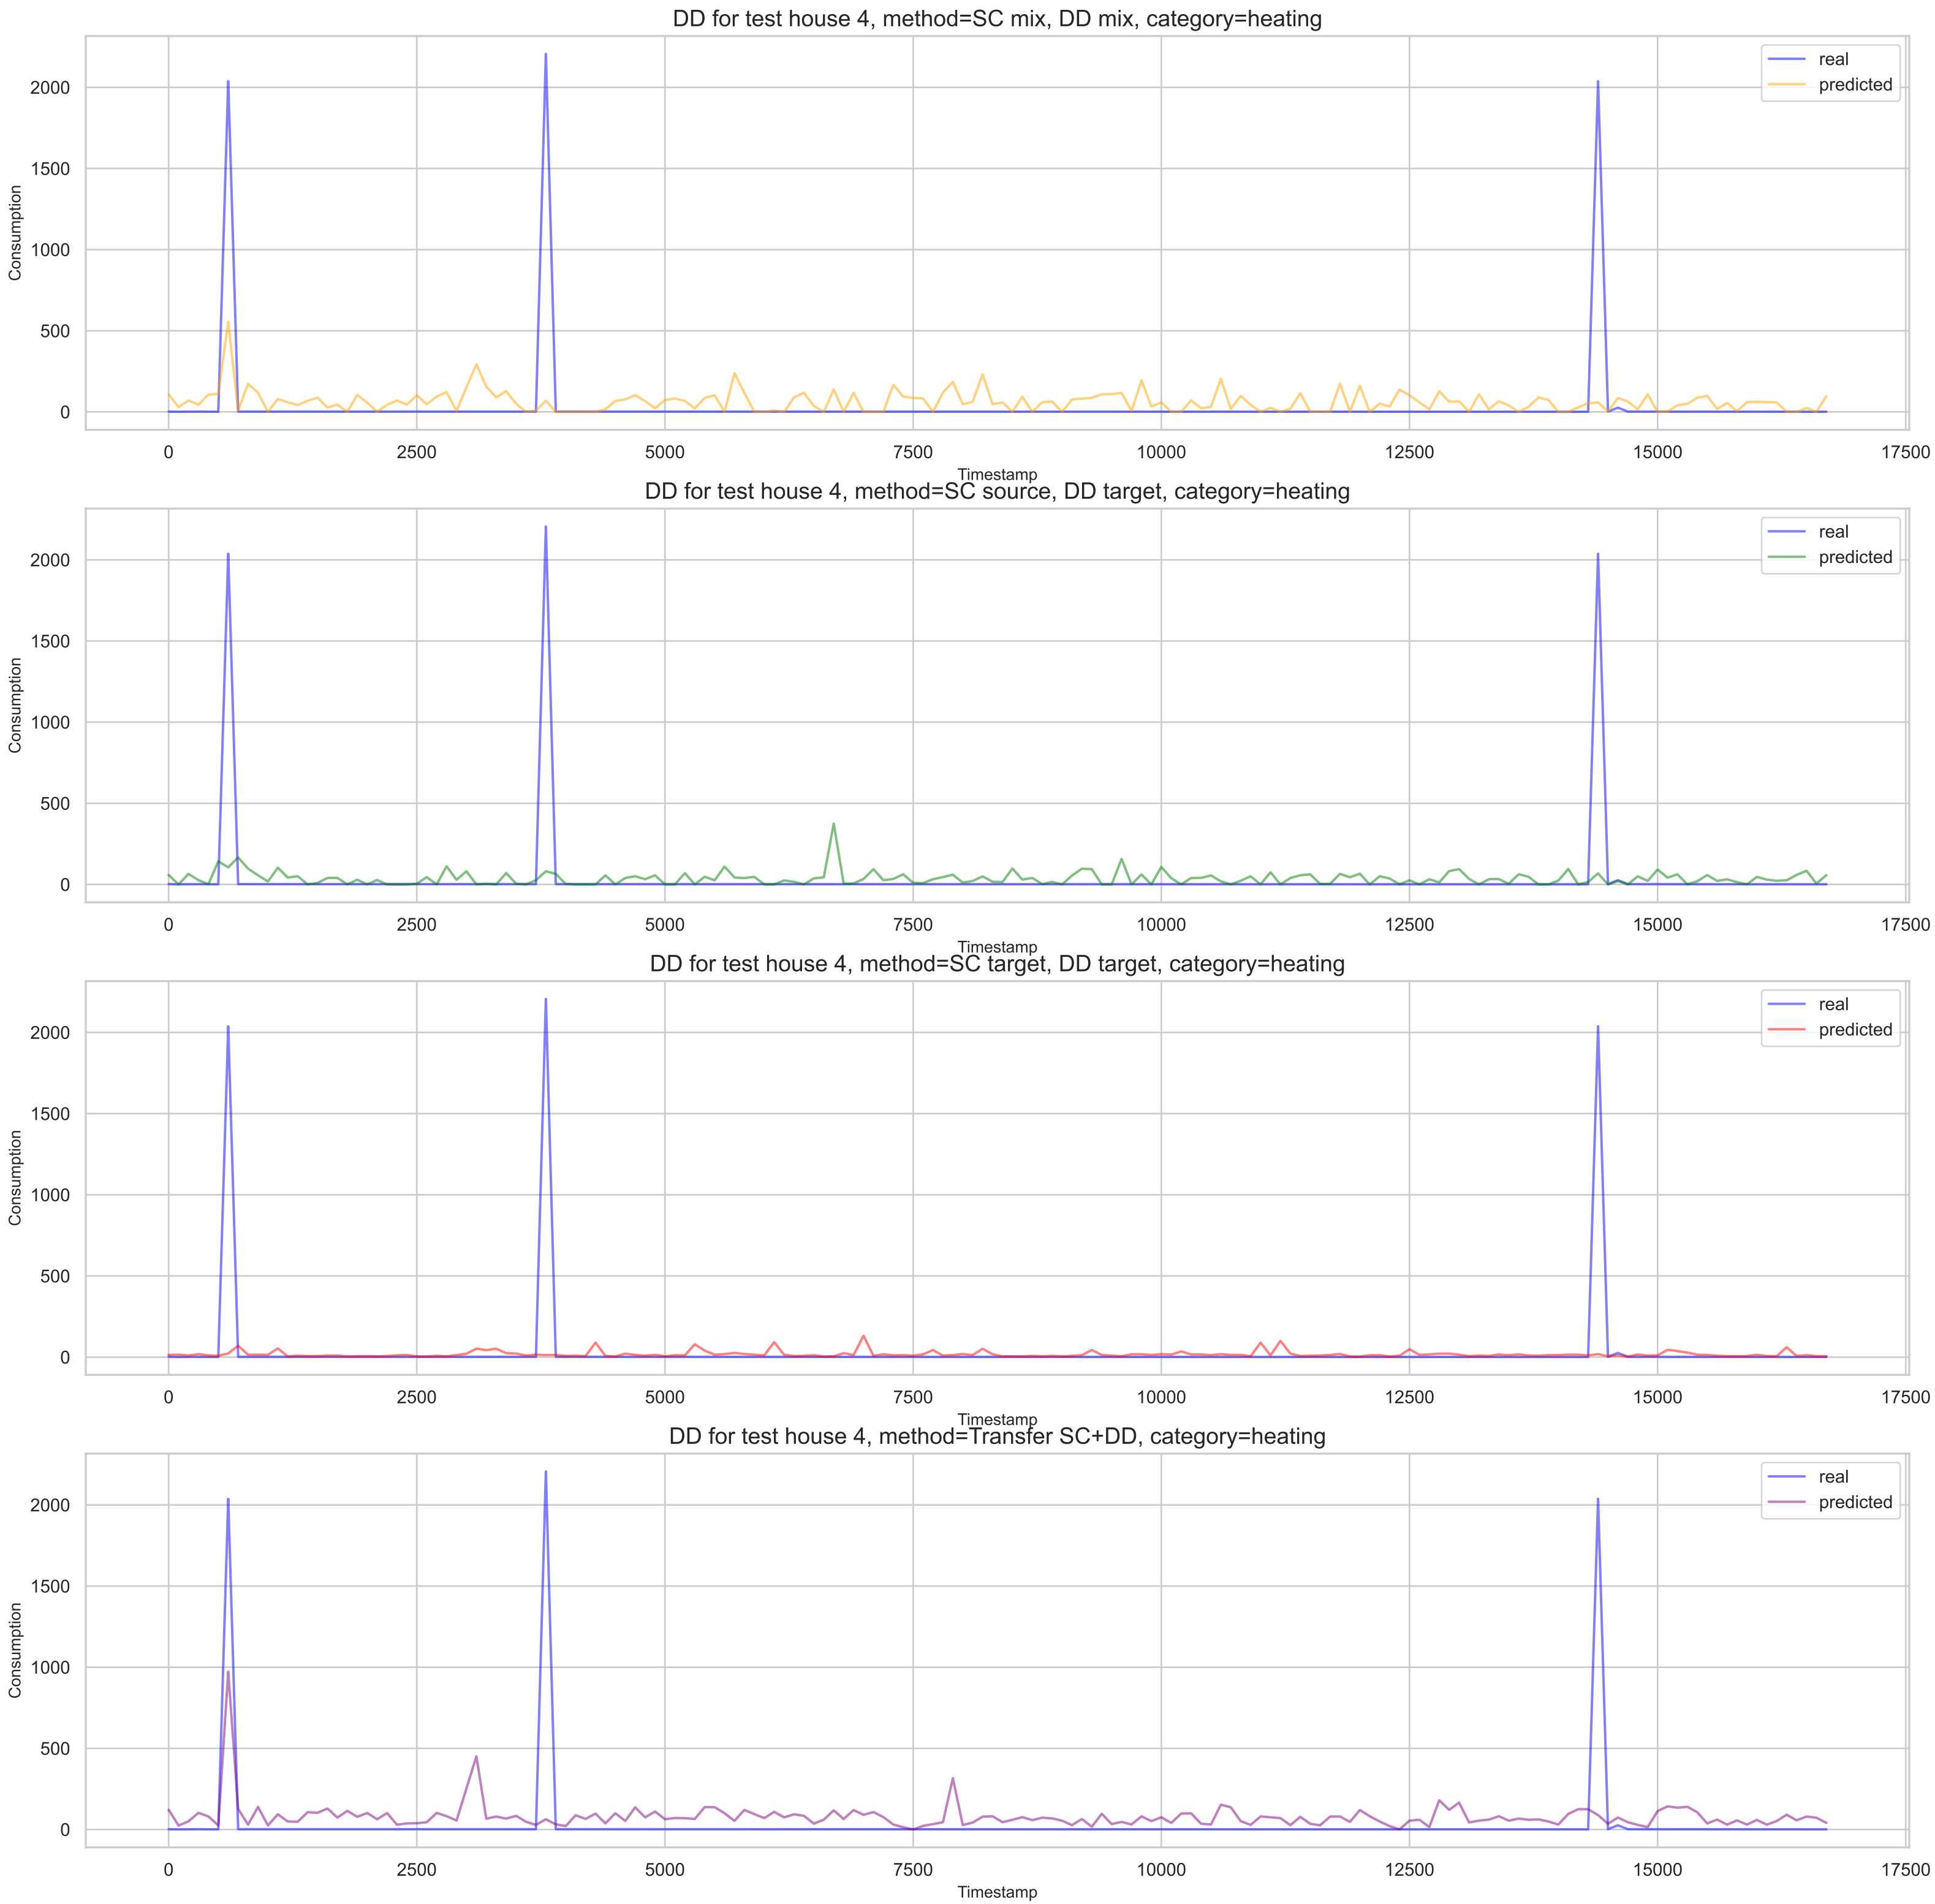 DD for test house 4, method=SC mix, DD mix, category=heating
real
predicted
2000
1500
1000
500
0
Consumption
0 2500 5000 7500 10000 12500 15000 17500
Timestamp
DD for test house 4, method=SC source, DD target, category=heating
real
predicted
2000
1500
1000
500
0
Consumption
0 2500 5000 7500 10000 12500 15000 17500
Timestamp
DD for test house 4, method=SC target, DD target, category=heating
real
predicted
2000
1500
1000
500
0
Consumption
0 2500 5000 7500 10000 12500 15000 17500
Timestamp
DD for test house 4, method=Transfer SC+DD, category=heating
real
predicted
2000
1500
1000
500
0
Consumption
0 2500 5000 7500 10000 12500 15000 17500
Timestamp